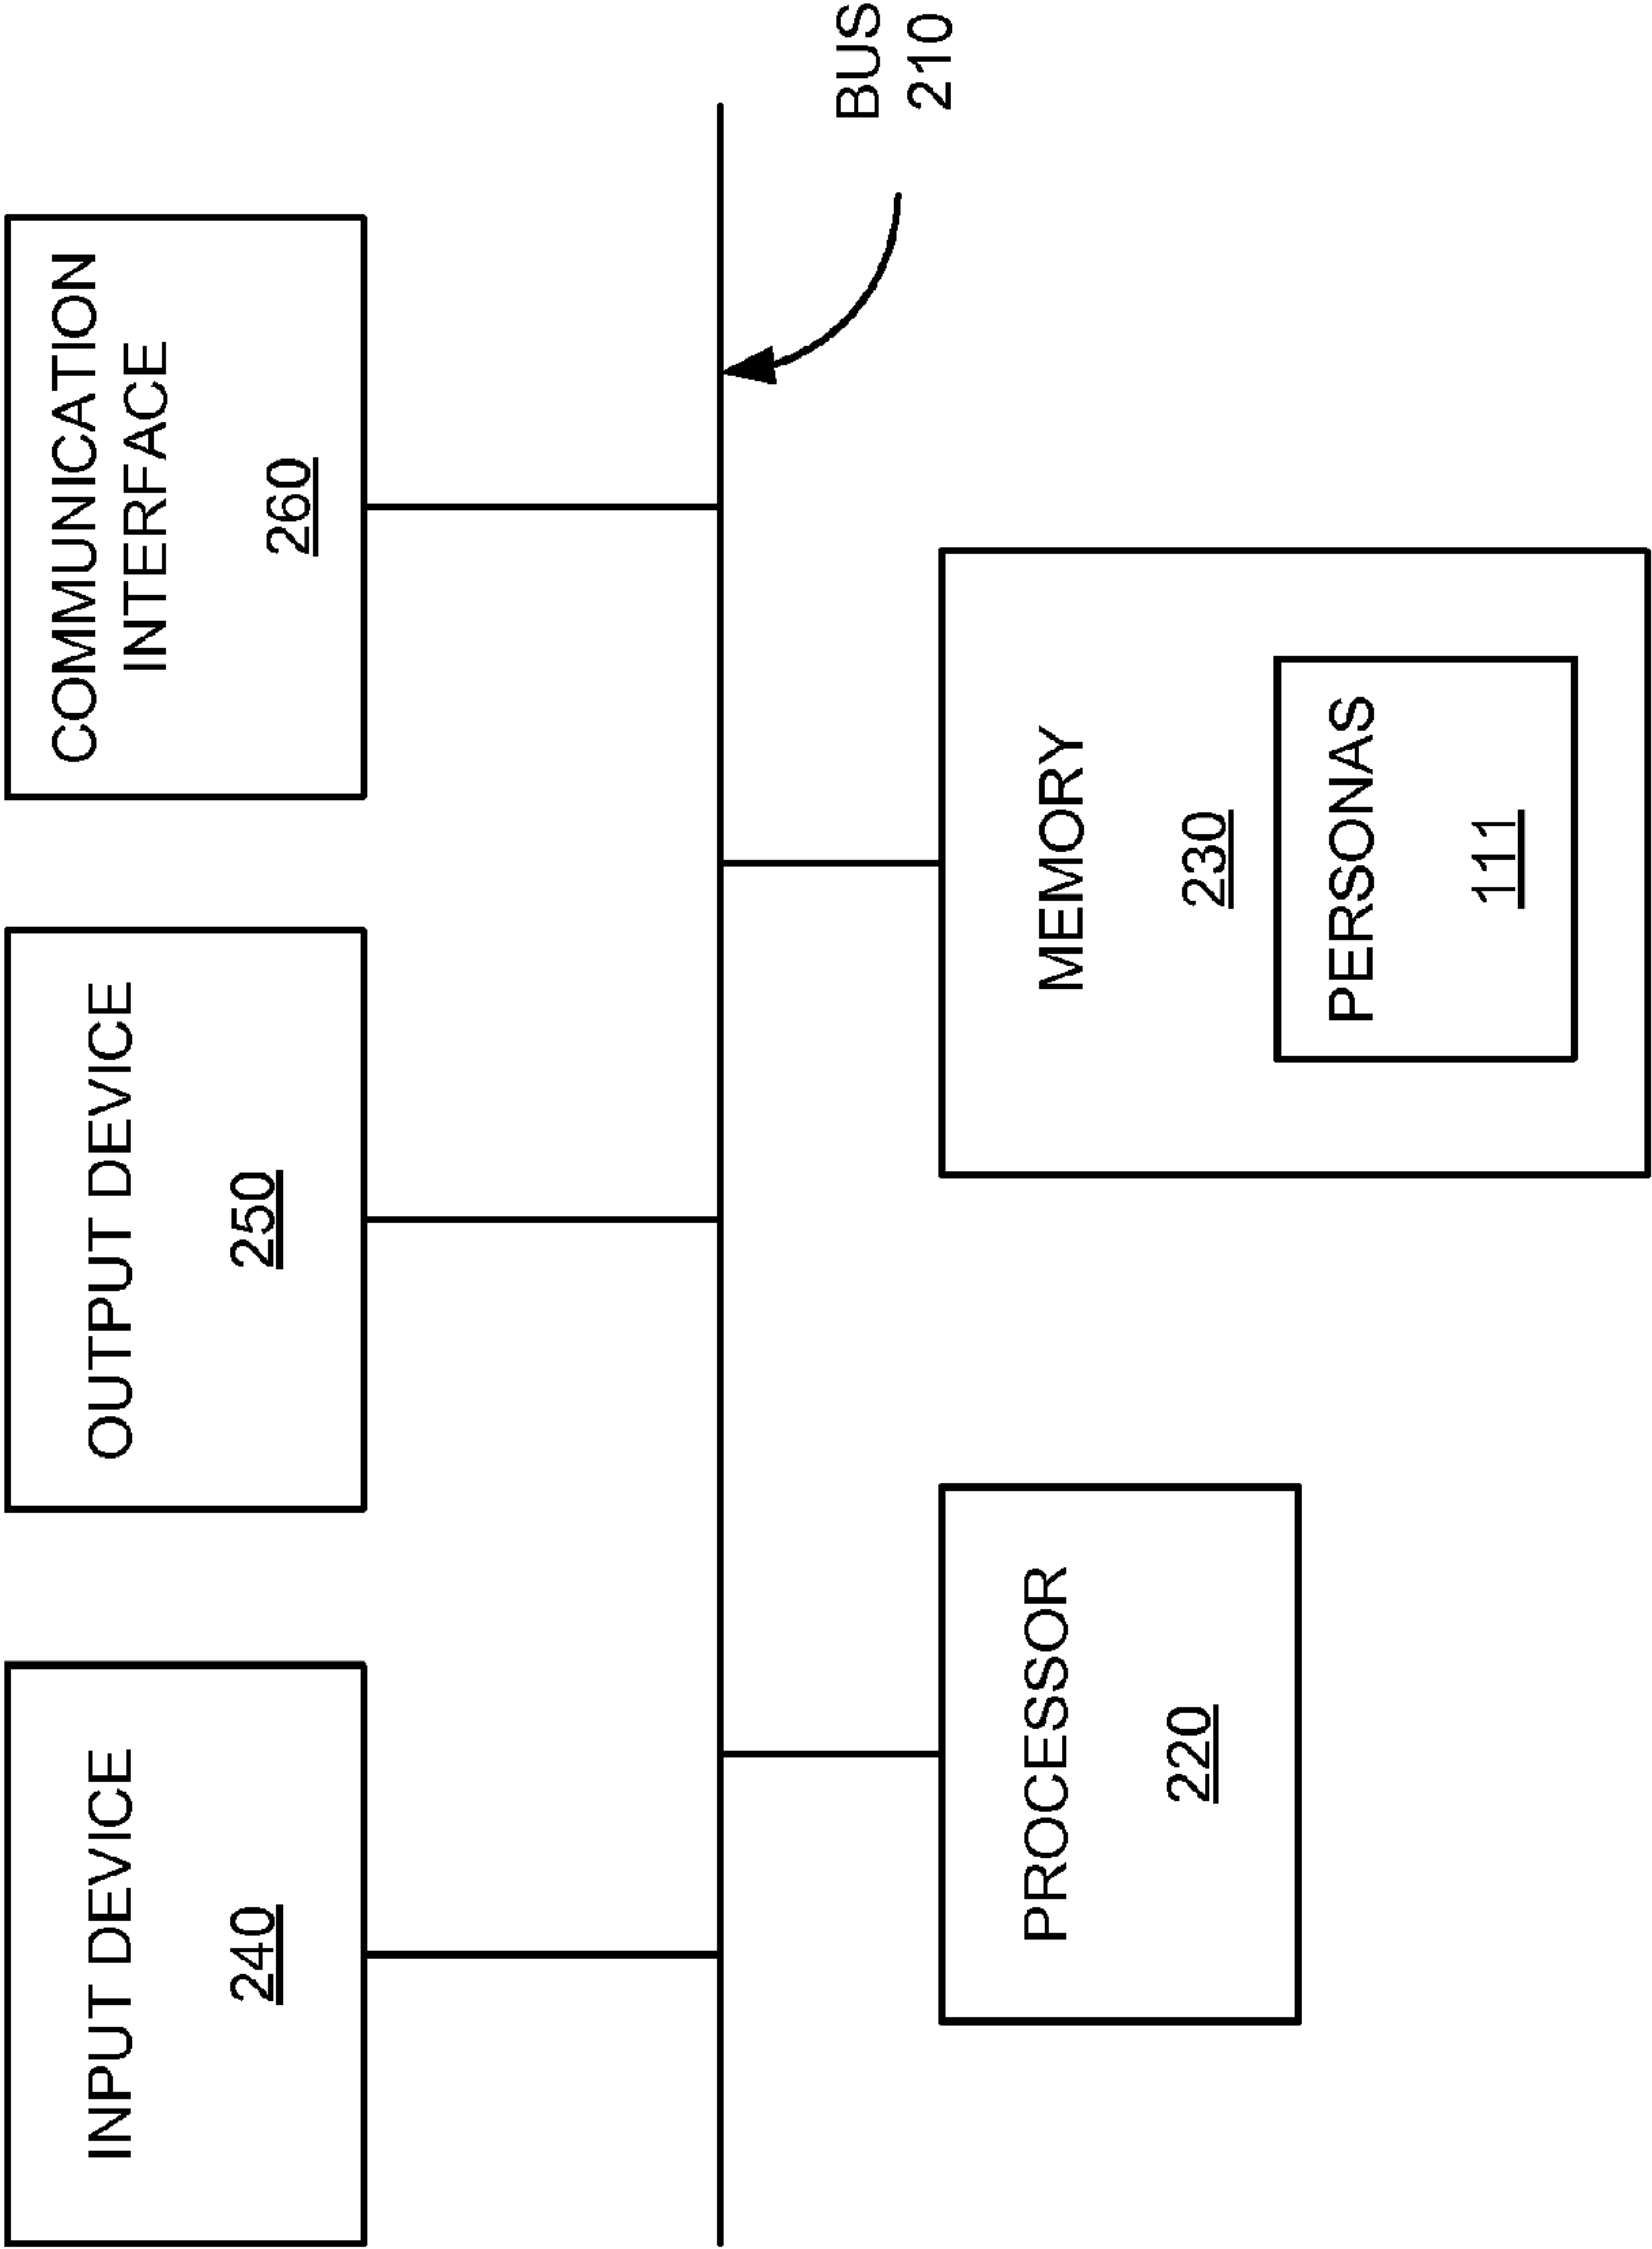 INPUT DEVICE
240
OUTPUT DEVICE
250
COMMUNICATION
INTERFACE
260
BUS
210
PROCESSOR
220
MEMORY
230
PERSONAS
111